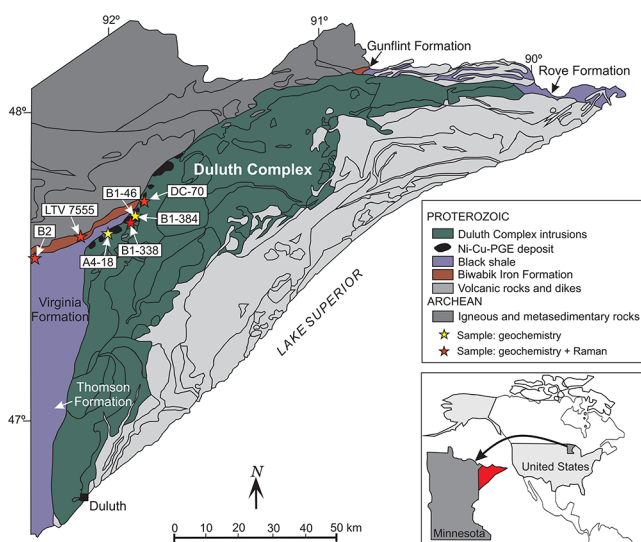 92º
91º
90º
Gunflint Formation
Rove Formation
48º
Duluth Complex
B1-46
DC-70
LTV 7555
B1-384
B2
B1-338
A4-18
Virginia
Formation
LAKE SUPERIOR
Thomson
Formation
47º
Duluth
N
0 10 20 30 40 50 km
PROTEROZOIC
Duluth Complex intrusions
Ni-Cu-PGE deposit
Black shale
Biwabik Iron Formation
Volcanic rocks and dikes
ARCHEAN
Igneous and metasedimentary rocks
Sample: geochemistry
Sample: geochemistry + Raman
United States
Minnesota